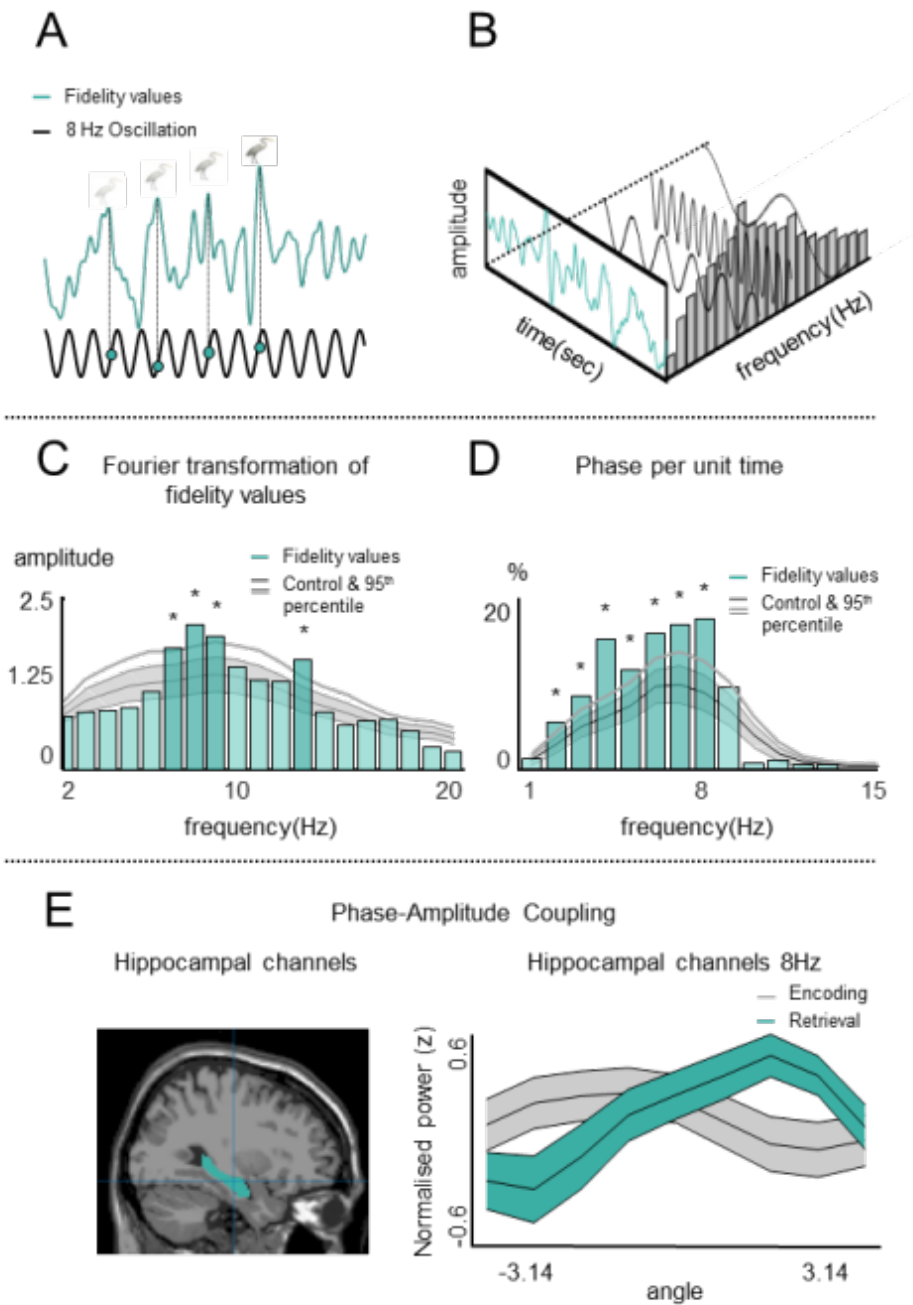 A
Fidelity values
8 Hz Oscillation
B
amplitude
time(sec)
frequency(Hz)
C
Fourier transformation of
fidelity values
amplitude
Fidelity values
Control & 95th
percentile
2.5
1.25
0
* * * *
2 10 20
frequency(Hz)
D
Phase per unit time
%
Fidelity values
Control & 95th
percentile
20
0
* * * * * * *
1 8 15
frequency(Hz)
E
Phase-Amplitude Coupling
Hippocampal channels
Hippocampal channels 8Hz
Encoding
Retrieval
Normalised power (z)
0.6
-0.6
-3.14 3.14
angle